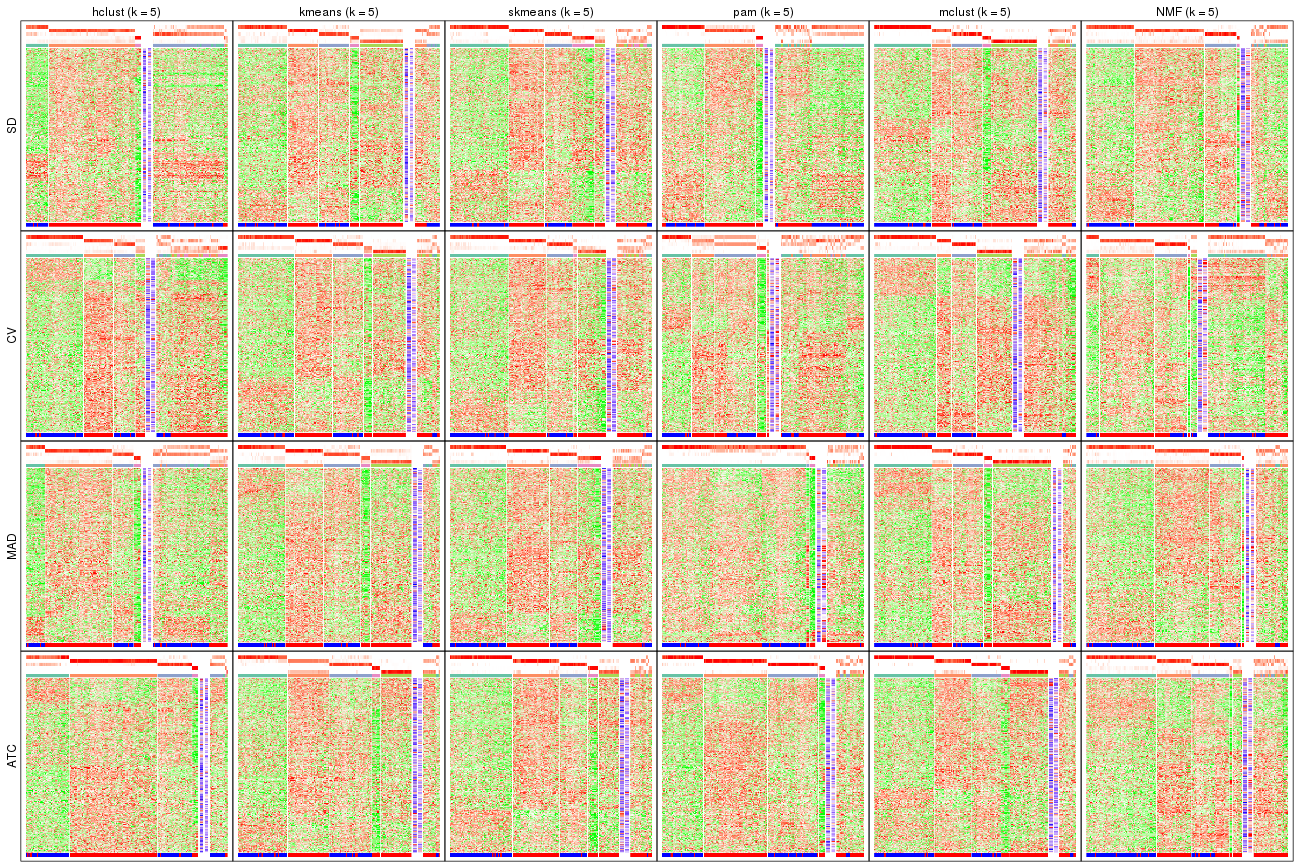 hclust (k = 5) kmeans (k = 5) skmeans (k = 5) pam (k = 5) mclust (k = 5) NMF (k = 5)
SD
CV
MAD
ATC